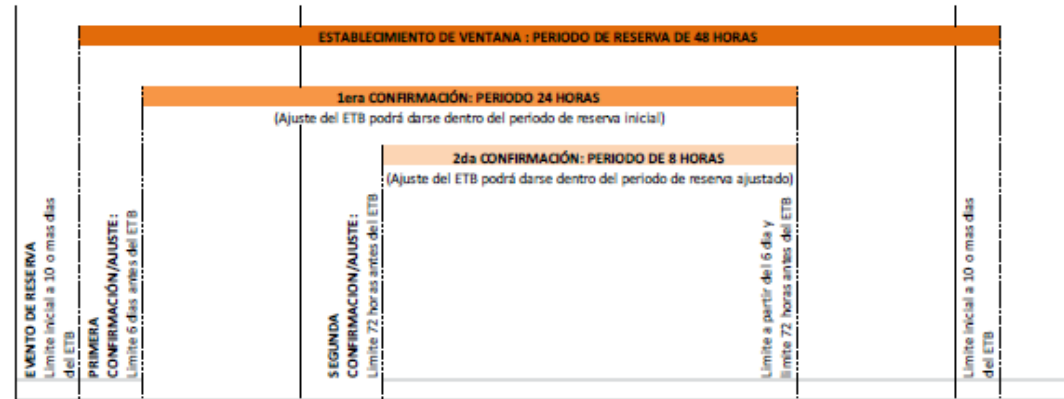 ESTABLECIMIENTO DE VENTANA : PERIODO DE RESERVA DE 48 HORAS
1era CONFIRMACIÓN: PERIODO 24 HORAS
(Ajuste del ETB podrá darse dentro del periodo de reserva inicial)
2da CONFIRMACIÓN: PERIODO DE 8 HORAS
(Ajuste del ETB podrá darse dentro del periodo de reserva ajustado)
EVENTO DE RESERVA
Limite inicial a 10 o mas dias
del ETB
PRIMERA
CONFIRMACIÓN/AJUSTE:
Limite 6 dias antes del ETB
SEGUNDA
CONFIRMACION/AJUSTE:
Limite 72 horas antes del ETB
Limite a partir del 6 dia y
limite 72 horas antes del ETB
Limite inicial a 10 o mas dias
del ETB